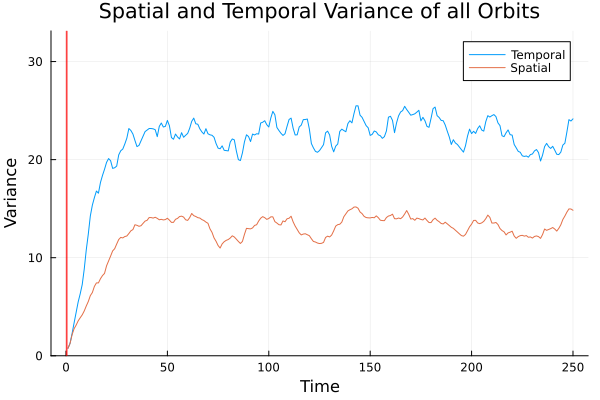 Spatial and Temporal Variance of all Orbits
Temporal
Spatial
Variance
30
20
10
0
0 50 100 150 200 250
Time